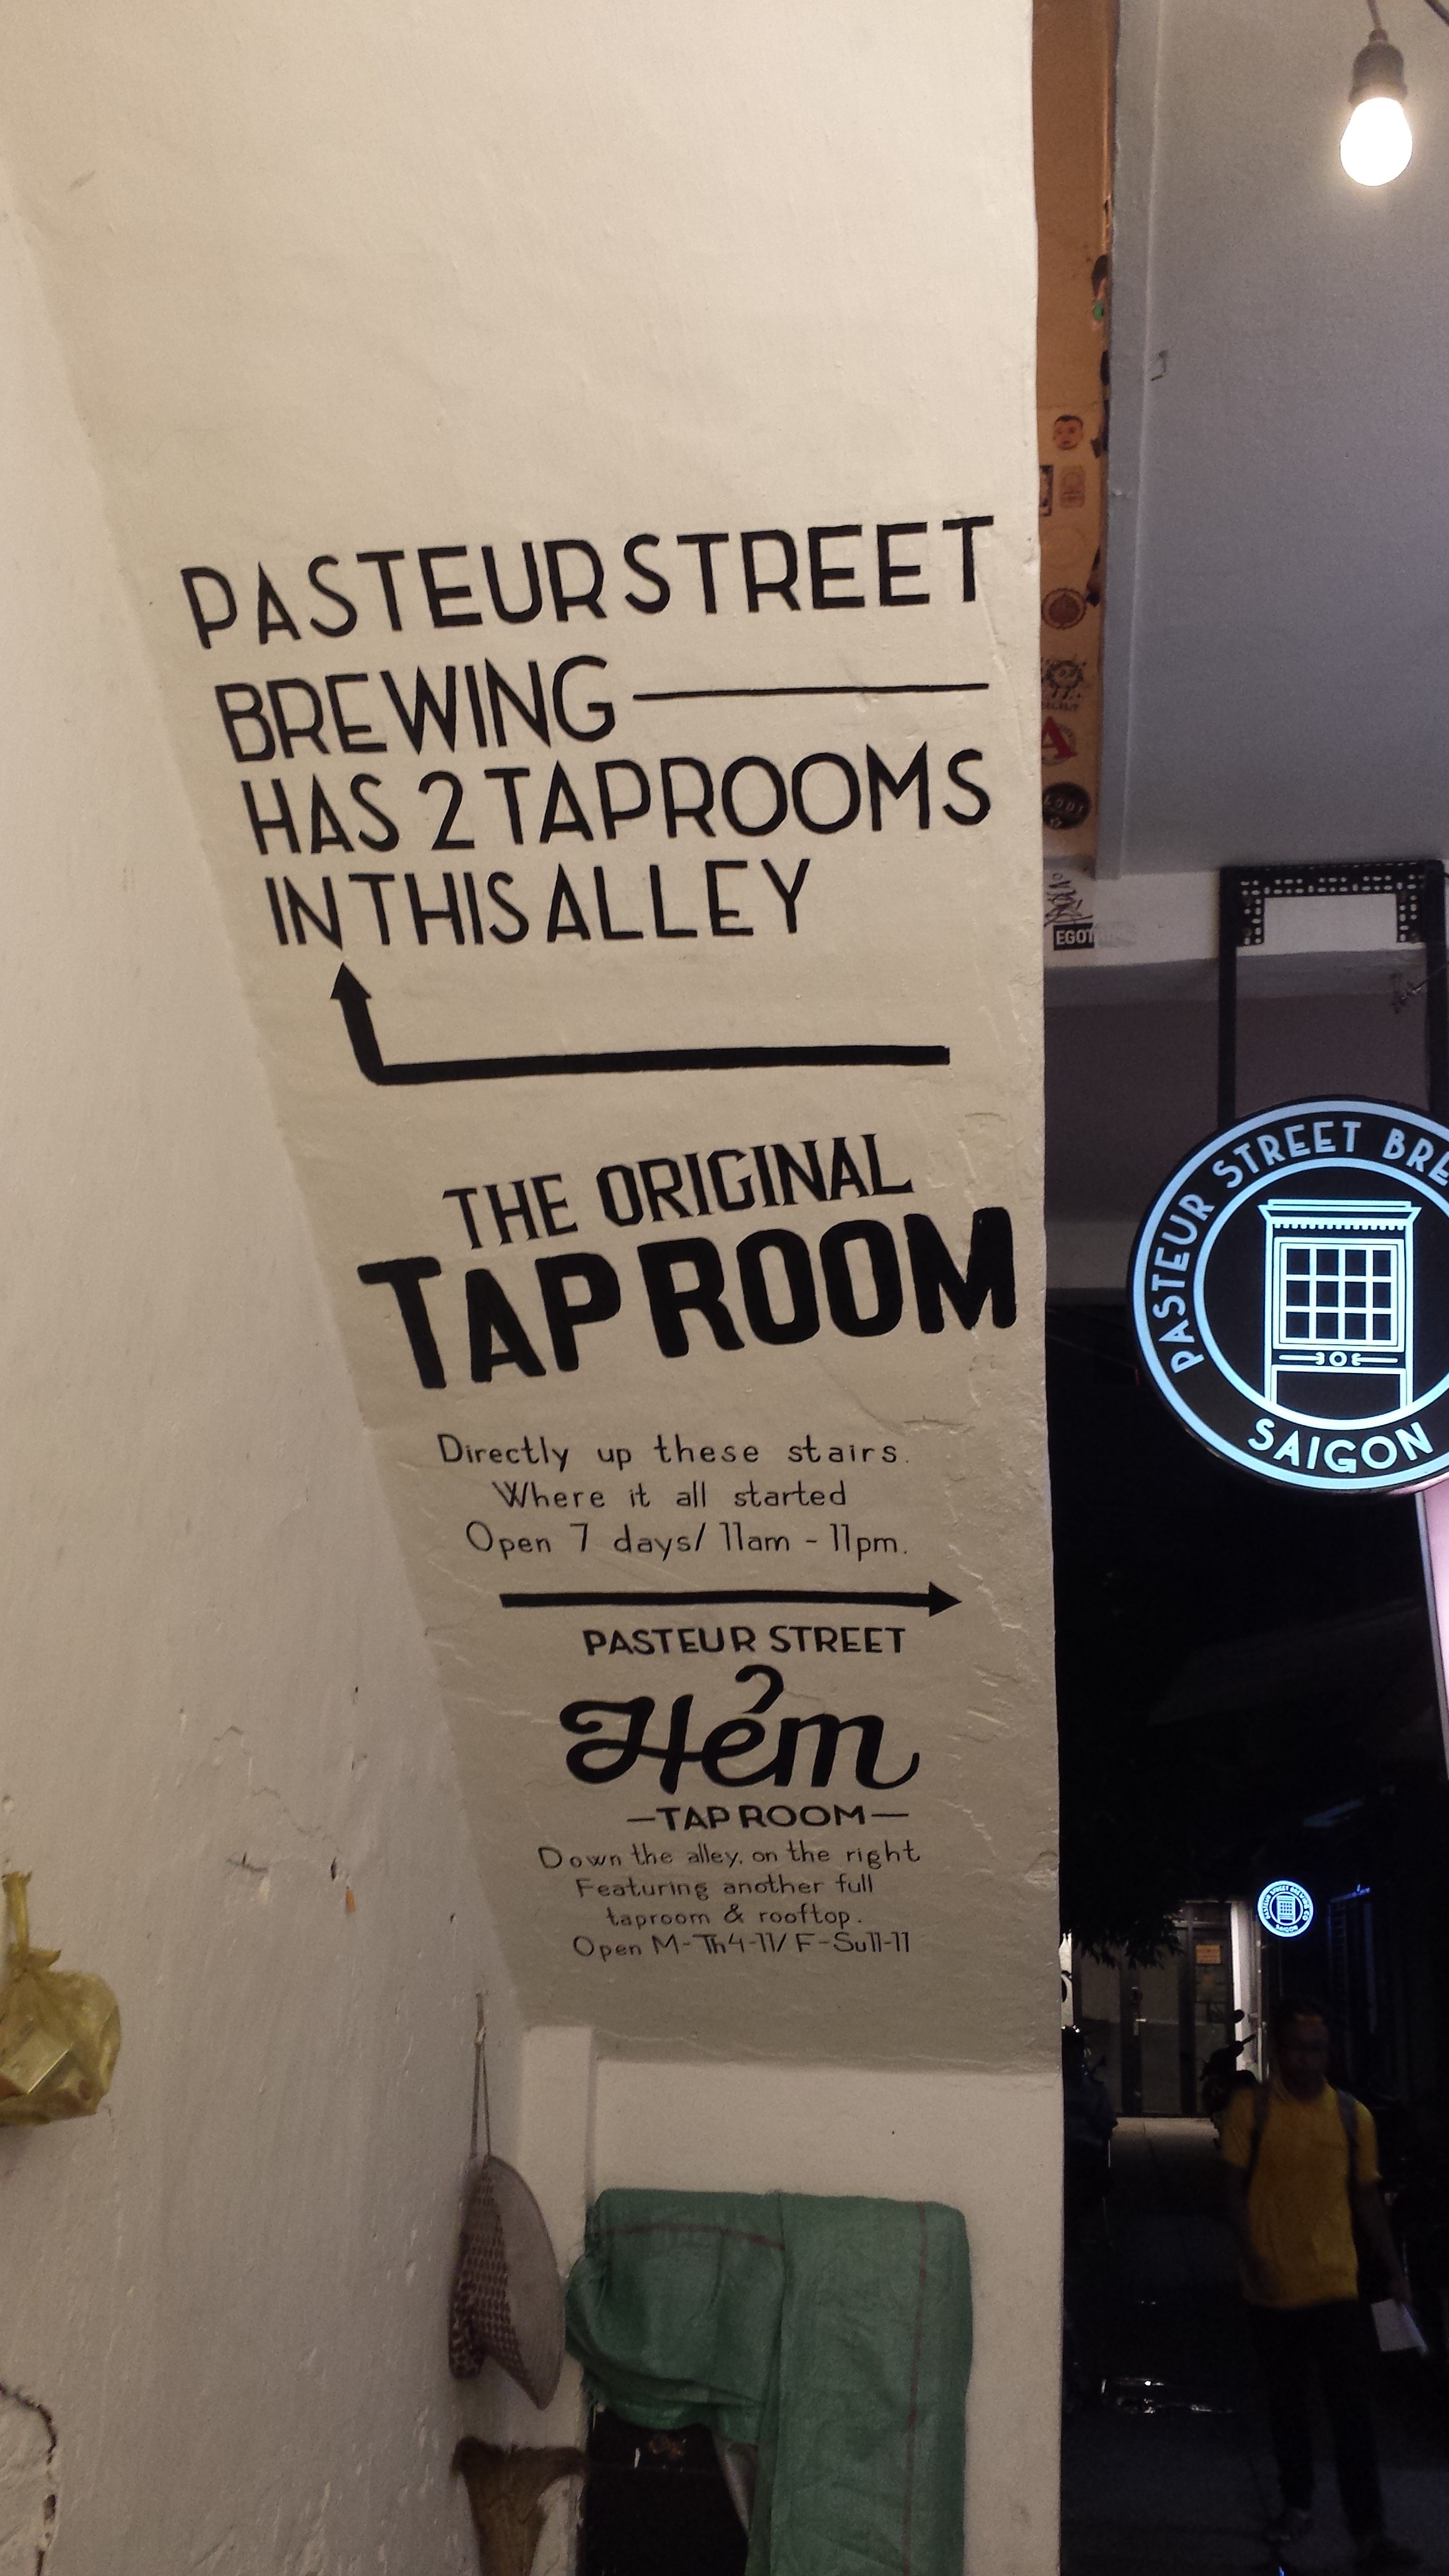 PASTEUR STREET
BREWING
HAS 2 TAPROOMS
IN THIS ALLEY
THE ORIGINAL
TAP ROOM
Directly up these stairs.
Where it all started
Open 7 days/ 11am - 11pm.
PASTEUR STREET
Hẻm
-TAP ROOM-
Down the alley, on the right
Featuring another full
taproom & rooftop.
Open M-Th 4-11/ F-Su 11-11
PASTEUR STREET BRE
SAIGON
EGOT